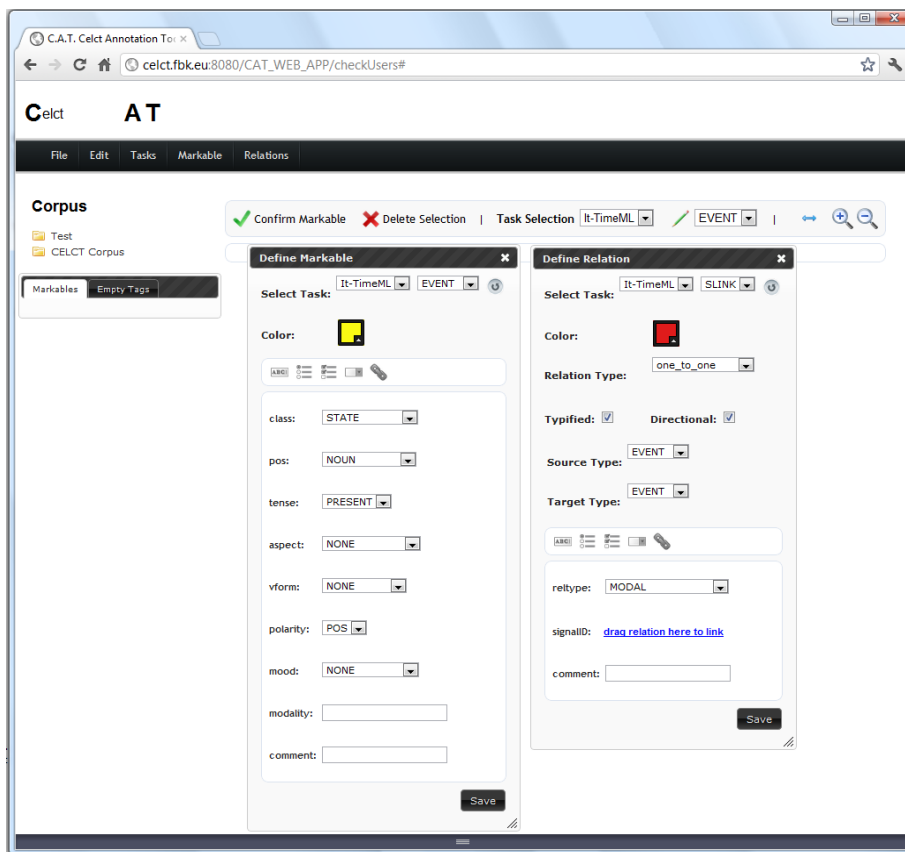 C.A.T. Celct Annotation To
celct.fbk.eu:8080/CAT_WEB_APP/checkUsers#
Celct AT
File Edit Tasks Markable Relations
Corpus
Test
CELCT Corpus
Markables Empty Tags
Confirm Markable Delete Selection | Task Selection It-TimeML EVENT |
Define Markable
Select Task: It-TimeML EVENT
Color:
ABC
class: STATE
pos: NOUN
tense: PRESENT
aspect: NONE
vform: NONE
polarity: POS
mood: NONE
modality:
comment:
Save
Define Relation
Select Task: It-TimeML SLINK
Color:
Relation Type: one_to_one
Typified: Directional:
Source Type: EVENT
Target Type: EVENT
ABC
reltype: MODAL
signalID: drag relation here to link
comment:
Save